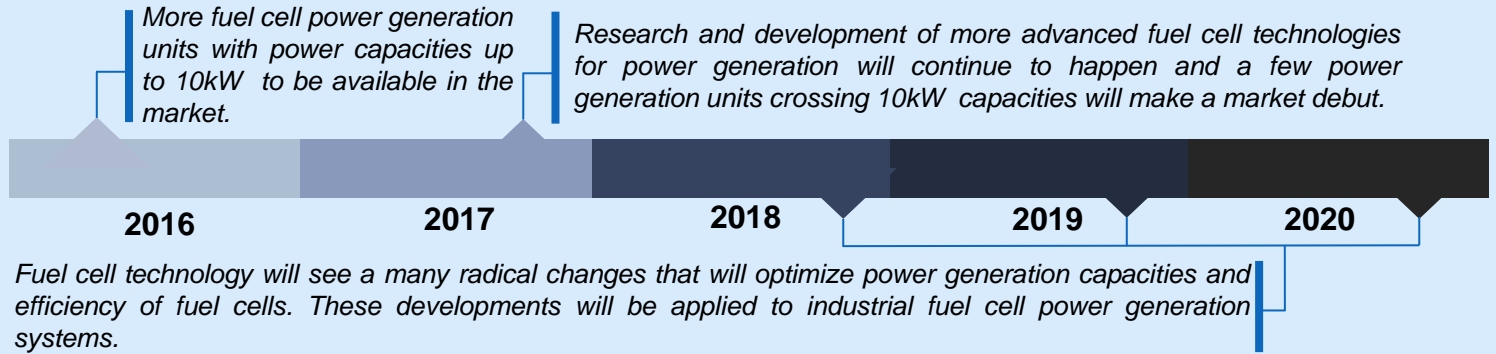 More fuel cell power generation
units with power capacities up
to 10kW to be available in the
market.
Research and development of more advanced fuel cell technologies
for power generation will continue to happen and a few power
generation units crossing 10kW capacities will make a market debut.
2016
2017
2018
2019
2020
Fuel cell technology will see a many radical changes that will optimize power generation capacities and
efficiency of fuel cells. These developments will be applied to industrial fuel cell power generation
systems.